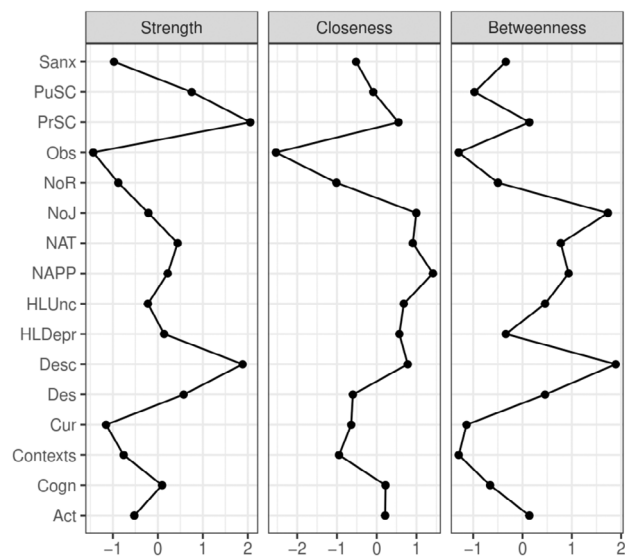 Strength Closeness Betweenness
Sanx
PuSC
PrSC
Obs
NoR
NoJ
NAT
NAPP
HLUnc
HLDepr
Desc
Des
Cur
Contexts
Cogn
Act
−1 0 1 2 −2 −1 0 1 −1 0 1 2